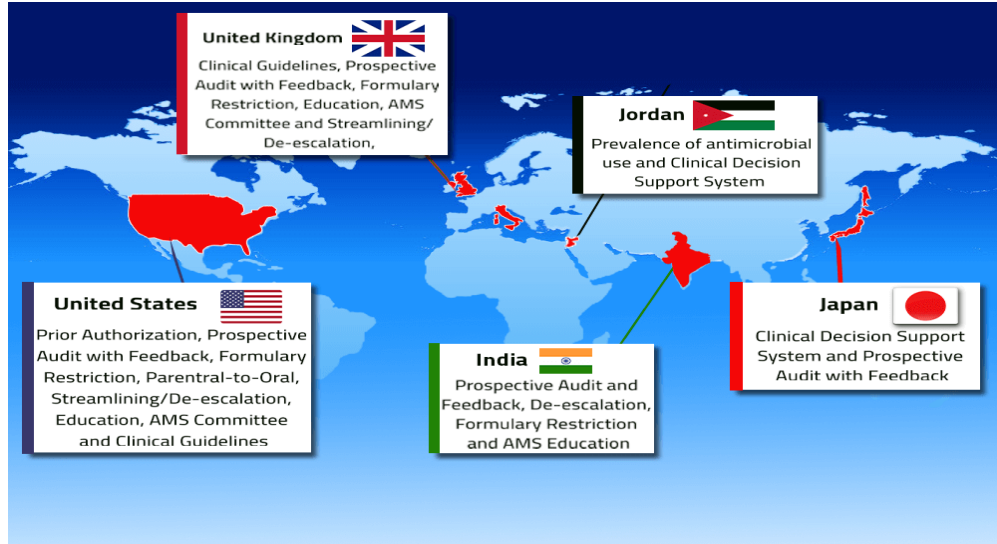 United Kingdom
Clinical Guidelines, Prospective
Audit with Feedback, Formulary
Restriction, Education, AMS
Committee and Streamlining/
De-escalation,
Jordan
Prevalence of antimicrobial
use and Clinical Decision
Support System
United States
Prior Authorization, Prospective
Audit with Feedback, Formulary
Restriction, Parentral-to-Oral,
Streamlining/De-escalation,
Education, AMS Committee
and Clinical Guidelines
India
Prospective Audit and
Feedback, De-escalation,
Formulary Restriction
and AMS Education
Japan
Clinical Decision Support
System and Prospective
Audit with Feedback